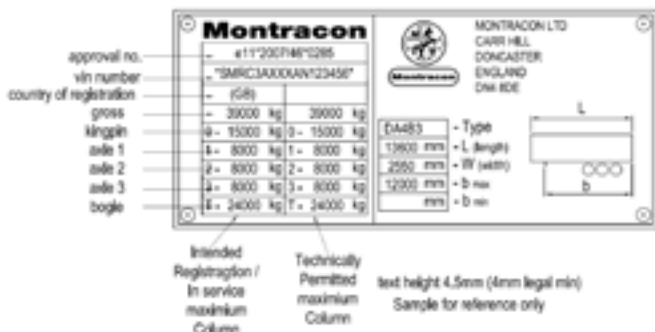 Montracon
approval no. - e11*2007/46*0285
vin number - *SMRC3AXXXAN123456*
country of registration - (GB)
gross - 39000 kg 39000 kg
kingpin 0- 15000 kg 0- 15000 kg
axle 1 1- 8000 kg 1- 8000 kg
axle 2 2- 8000 kg 2- 8000 kg
axle 3 3- 8000 kg 3- 8000 kg
bogie T- 24000 kg T- 24000 kg
Montracon
MONTRACON LTD
CARR HILL
DONCASTER
ENGLAND
DN4 8DE
DA4B3 - Type
13600 mm - L (length)
2550 mm - W (width)
12000 mm - b max
mm - b min
L
b
Intended
Registragtion /
In service
maximum
Column
Technically
Permitted
maximum
Column
text height 4.5mm (4mm legal min)
Sample for reference only